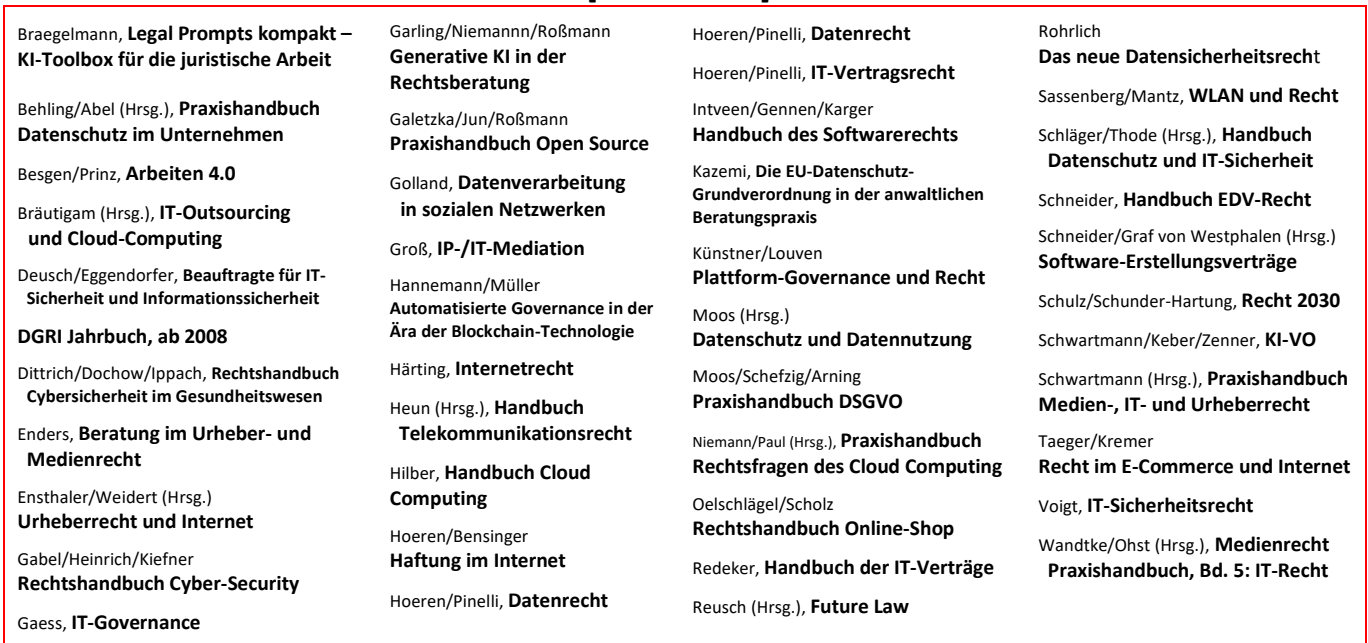 Braegelmann, Legal Prompts kompakt –
KI-Toolbox für die juristische Arbeit
Behling/Abel (Hrsg.), Praxishandbuch
Datenschutz im Unternehmen
Besgen/Prinz, Arbeiten 4.0
Bräutigam (Hrsg.), IT-Outsourcing
und Cloud-Computing
Deusch/Eggendorfer, Beauftragte für IT-
Sicherheit und Informationssicherheit
DGRI Jahrbuch, ab 2008
Dittrich/Dochow/Ippach, Rechtshandbuch
Cybersicherheit im Gesundheitswesen
Enders, Beratung im Urheber- und
Medienrecht
Ensthaler/Weidert (Hrsg.)
Urheberrecht und Internet
Gabel/Heinrich/Kiefner
Rechtshandbuch Cyber-Security
Gaess, IT-Governance
Garling/Niemannn/Roßmann
Generative KI in der
Rechtsberatung
Galetzka/Jun/Roßmann
Praxishandbuch Open Source
Golland, Datenverarbeitung
in sozialen Netzwerken
Groß, IP-/IT-Mediation
Hannemann/Müller
Automatisierte Governance in der
Ära der Blockchain-Technologie
Härting, Internetrecht
Heun (Hrsg.), Handbuch
Telekommunikationsrecht
Hilber, Handbuch Cloud
Computing
Hoeren/Bensinger
Haftung im Internet
Hoeren/Pinelli, Datenrecht
Hoeren/Pinelli, Datenrecht
Hoeren/Pinelli, IT-Vertragsrecht
Intveen/Gennen/Karger
Handbuch des Softwarerechts
Kazemi, Die EU-Datenschutz-
Grundverordnung in der anwaltlichen
Beratungspraxis
Künstner/Louven
Plattform-Governance und Recht
Moos (Hrsg.)
Datenschutz und Datennutzung
Moos/Schefzig/Arning
Praxishandbuch DSGVO
Niemann/Paul (Hrsg.), Praxishandbuch
Rechtsfragen des Cloud Computing
Oelschlägel/Scholz
Rechtshandbuch Online-Shop
Redeker, Handbuch der IT-Verträge
Reusch (Hrsg.), Future Law
Rohrlich
Das neue Datensicherheitsrecht
Sassenberg/Mantz, WLAN und Recht
Schläger/Thode (Hrsg.), Handbuch
Datenschutz und IT-Sicherheit
Schneider, Handbuch EDV-Recht
Schneider/Graf von Westphalen (Hrsg.)
Software-Erstellungsverträge
Schulz/Schunder-Hartung, Recht 2030
Schwartmann/Keber/Zenner, KI-VO
Schwartmann (Hrsg.), Praxishandbuch
Medien-, IT- und Urheberrecht
Taeger/Kremer
Recht im E-Commerce und Internet
Voigt, IT-Sicherheitsrecht
Wandtke/Ohst (Hrsg.), Medienrecht
Praxishandbuch, Bd. 5: IT-Recht